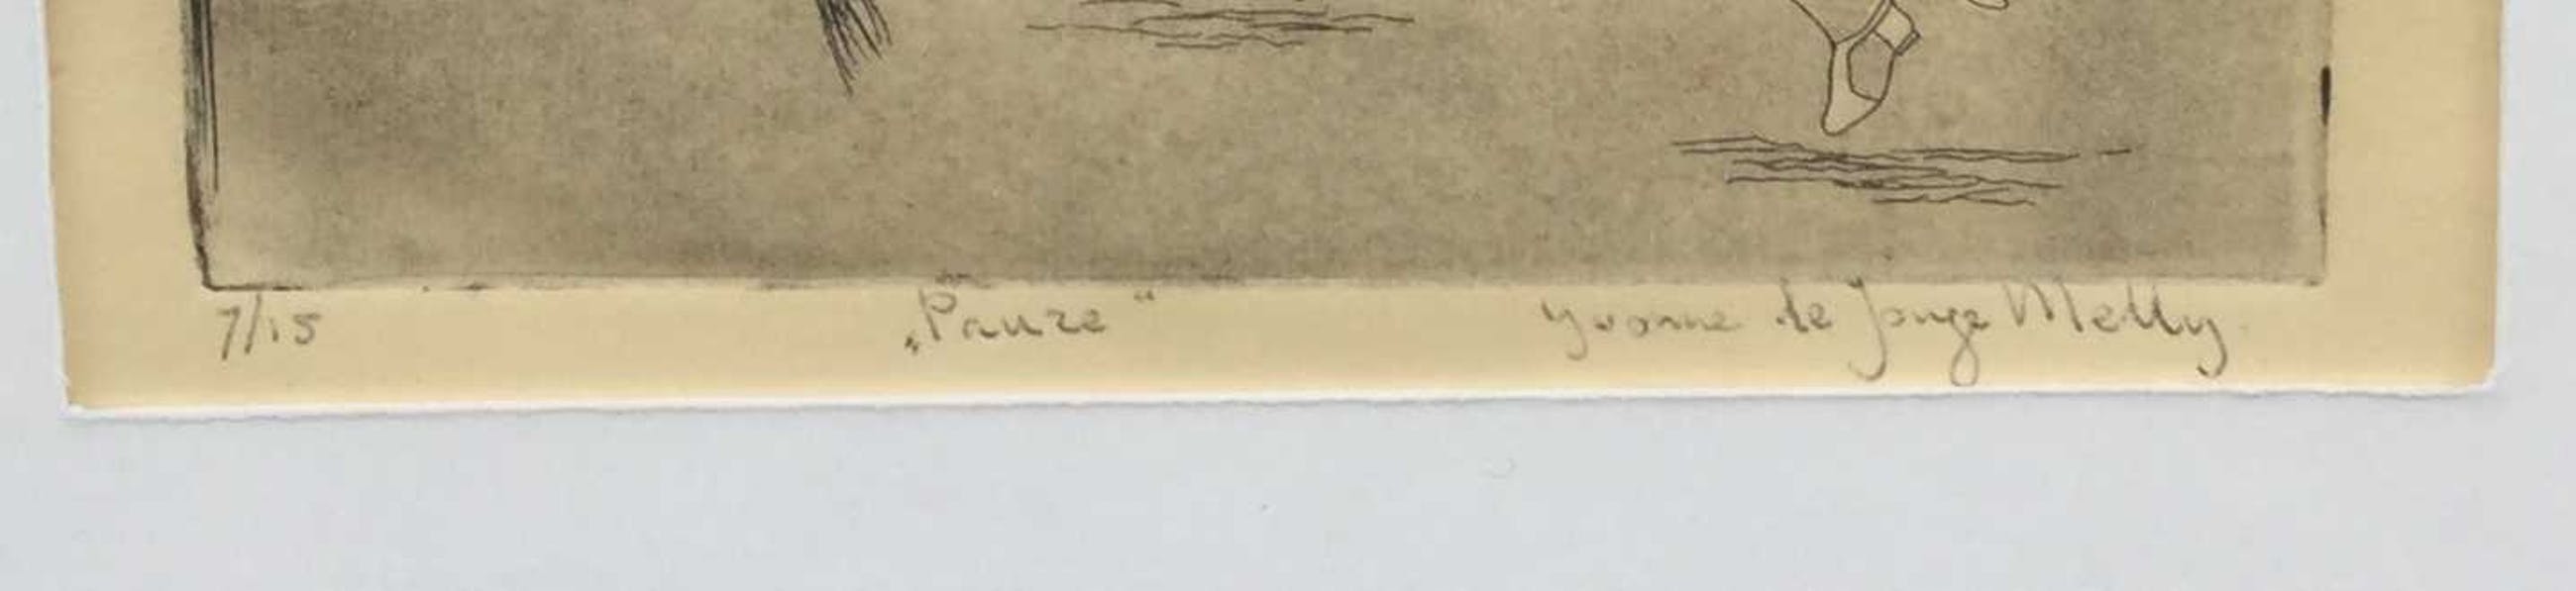 7/15 „Pauze“ Yvonne de Jonge Melly